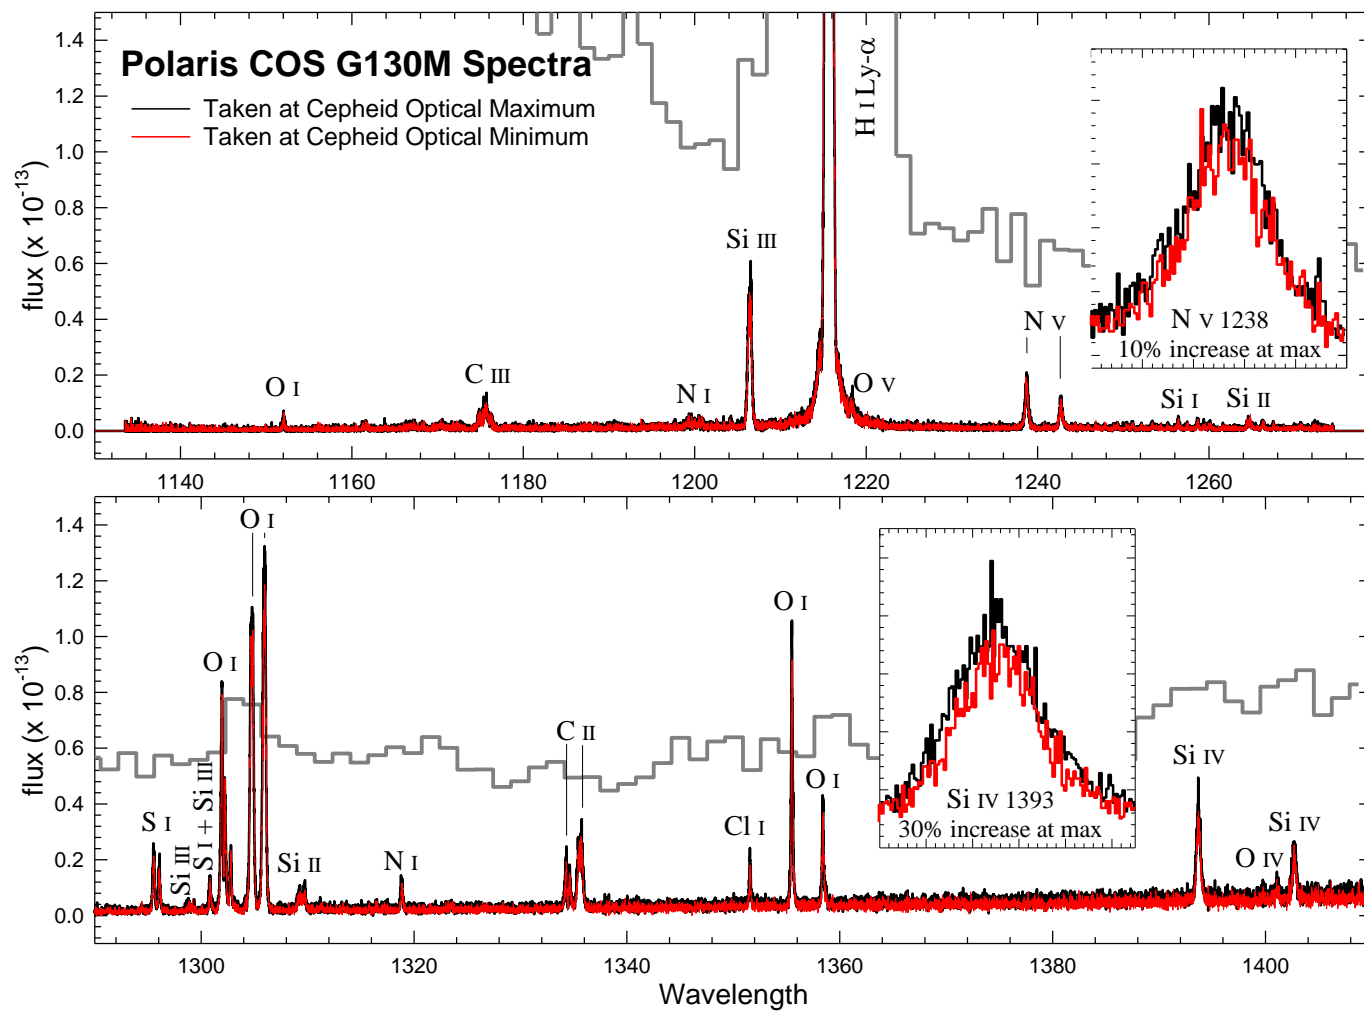 Polaris COS G130M Spectra
Taken at Cepheid Optical Maximum
Taken at Cepheid Optical Minimum
flux (x 10⁻¹³)
1.4
1.2
1.0
0.8
0.6
0.4
0.2
0.0
O I
C III
N I
Si III
H I Ly-α
O V
N V
Si I
Si II
N V 1238
10% increase at max
1140
1160
1180
1200
1220
1240
1260
flux (x 10⁻¹³)
1.4
1.2
1.0
0.8
0.6
0.4
0.2
0.0
S I
Si III
S I + Si III
O I
O I
Si II
N I
C II
Cl I
O I
O I
Si IV 1393
30% increase at max
Si IV
O IV
Si IV
1300
1320
1340
1360
1380
1400
Wavelength